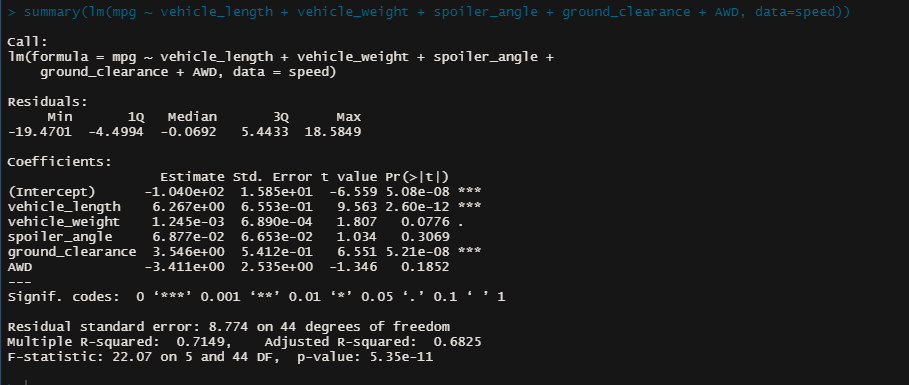 > summary(lm(mpg ~ vehicle_length + vehicle_weight + spoiler_angle + ground_clearance + AWD, data=speed))
Call:
lm(formula = mpg ~ vehicle_length + vehicle_weight + spoiler_angle +
    ground_clearance + AWD, data = speed)
Residuals:
     Min       1Q   Median       3Q      Max
-19.4701  -4.4994  -0.0692   5.4433  18.5849
Coefficients:
                   Estimate Std. Error t value Pr(>|t|)
(Intercept)      -1.040e+02  1.585e+01  -6.559 5.08e-08 ***
vehicle_length    6.267e+00  6.553e-01   9.563 2.60e-12 ***
vehicle_weight    1.245e-03  6.890e-04   1.807   0.0776 .
spoiler_angle     6.877e-02  6.653e-02   1.034   0.3069
ground_clearance  3.546e+00  5.412e-01   6.551 5.21e-08 ***
AWD              -3.411e+00  2.535e+00  -1.346   0.1852
---
Signif. codes:  0 ‘***’ 0.001 ‘**’ 0.01 ‘*’ 0.05 ‘.’ 0.1 ‘ ’ 1
Residual standard error: 8.774 on 44 degrees of freedom
Multiple R-squared:  0.7149,    Adjusted R-squared:  0.6825
F-statistic: 22.07 on 5 and 44 DF,  p-value: 5.35e-11